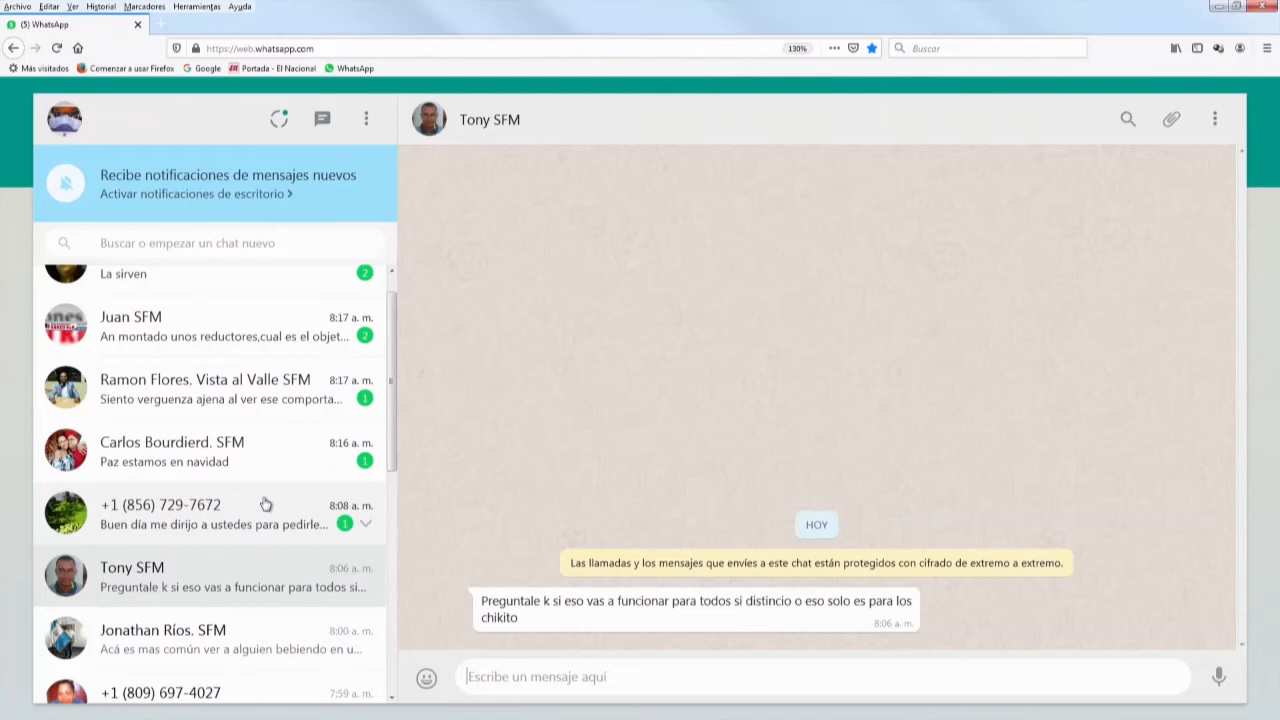 Archivo Editar Ver Historial Marcadores Herramientas Ayuda
(5) WhatsApp
https://web.whatsapp.com
130%
Buscar
Más visitados Comenzar a usar Firefox Google Portada - El Nacional WhatsApp
Tony SFM
Recibe notificaciones de mensajes nuevos
Activar notificaciones de escritorio >
Buscar o empezar un chat nuevo
La sirven
2
Juan SFM 8:17 a. m.
An montado unos reductores,cual es el objet... 2
Ramon Flores. Vista al Valle SFM 8:17 a. m.
Siento verguenza ajena al ver ese comporta... 1
Carlos Bourdierd. SFM 8:16 a. m.
Paz estamos en navidad 1
+1 (856) 729-7672 8:08 a. m.
Buen día me dirijo a ustedes para pedirle... 1
Tony SFM 8:06 a. m.
Preguntale k si eso vas a funcionar para todos si...
Jonathan Ríos. SFM 8:00 a. m.
Acá es mas común ver a alguien bebiendo en u...
+1 (809) 697-4027 7:59 a. m.
HOY
Las llamadas y los mensajes que envíes a este chat están protegidos con cifrado de extremo a extremo.
Preguntale k si eso vas a funcionar para todos si distincio o eso solo es para los
chikito
8:06 a. m.
Escribe un mensaje aquí